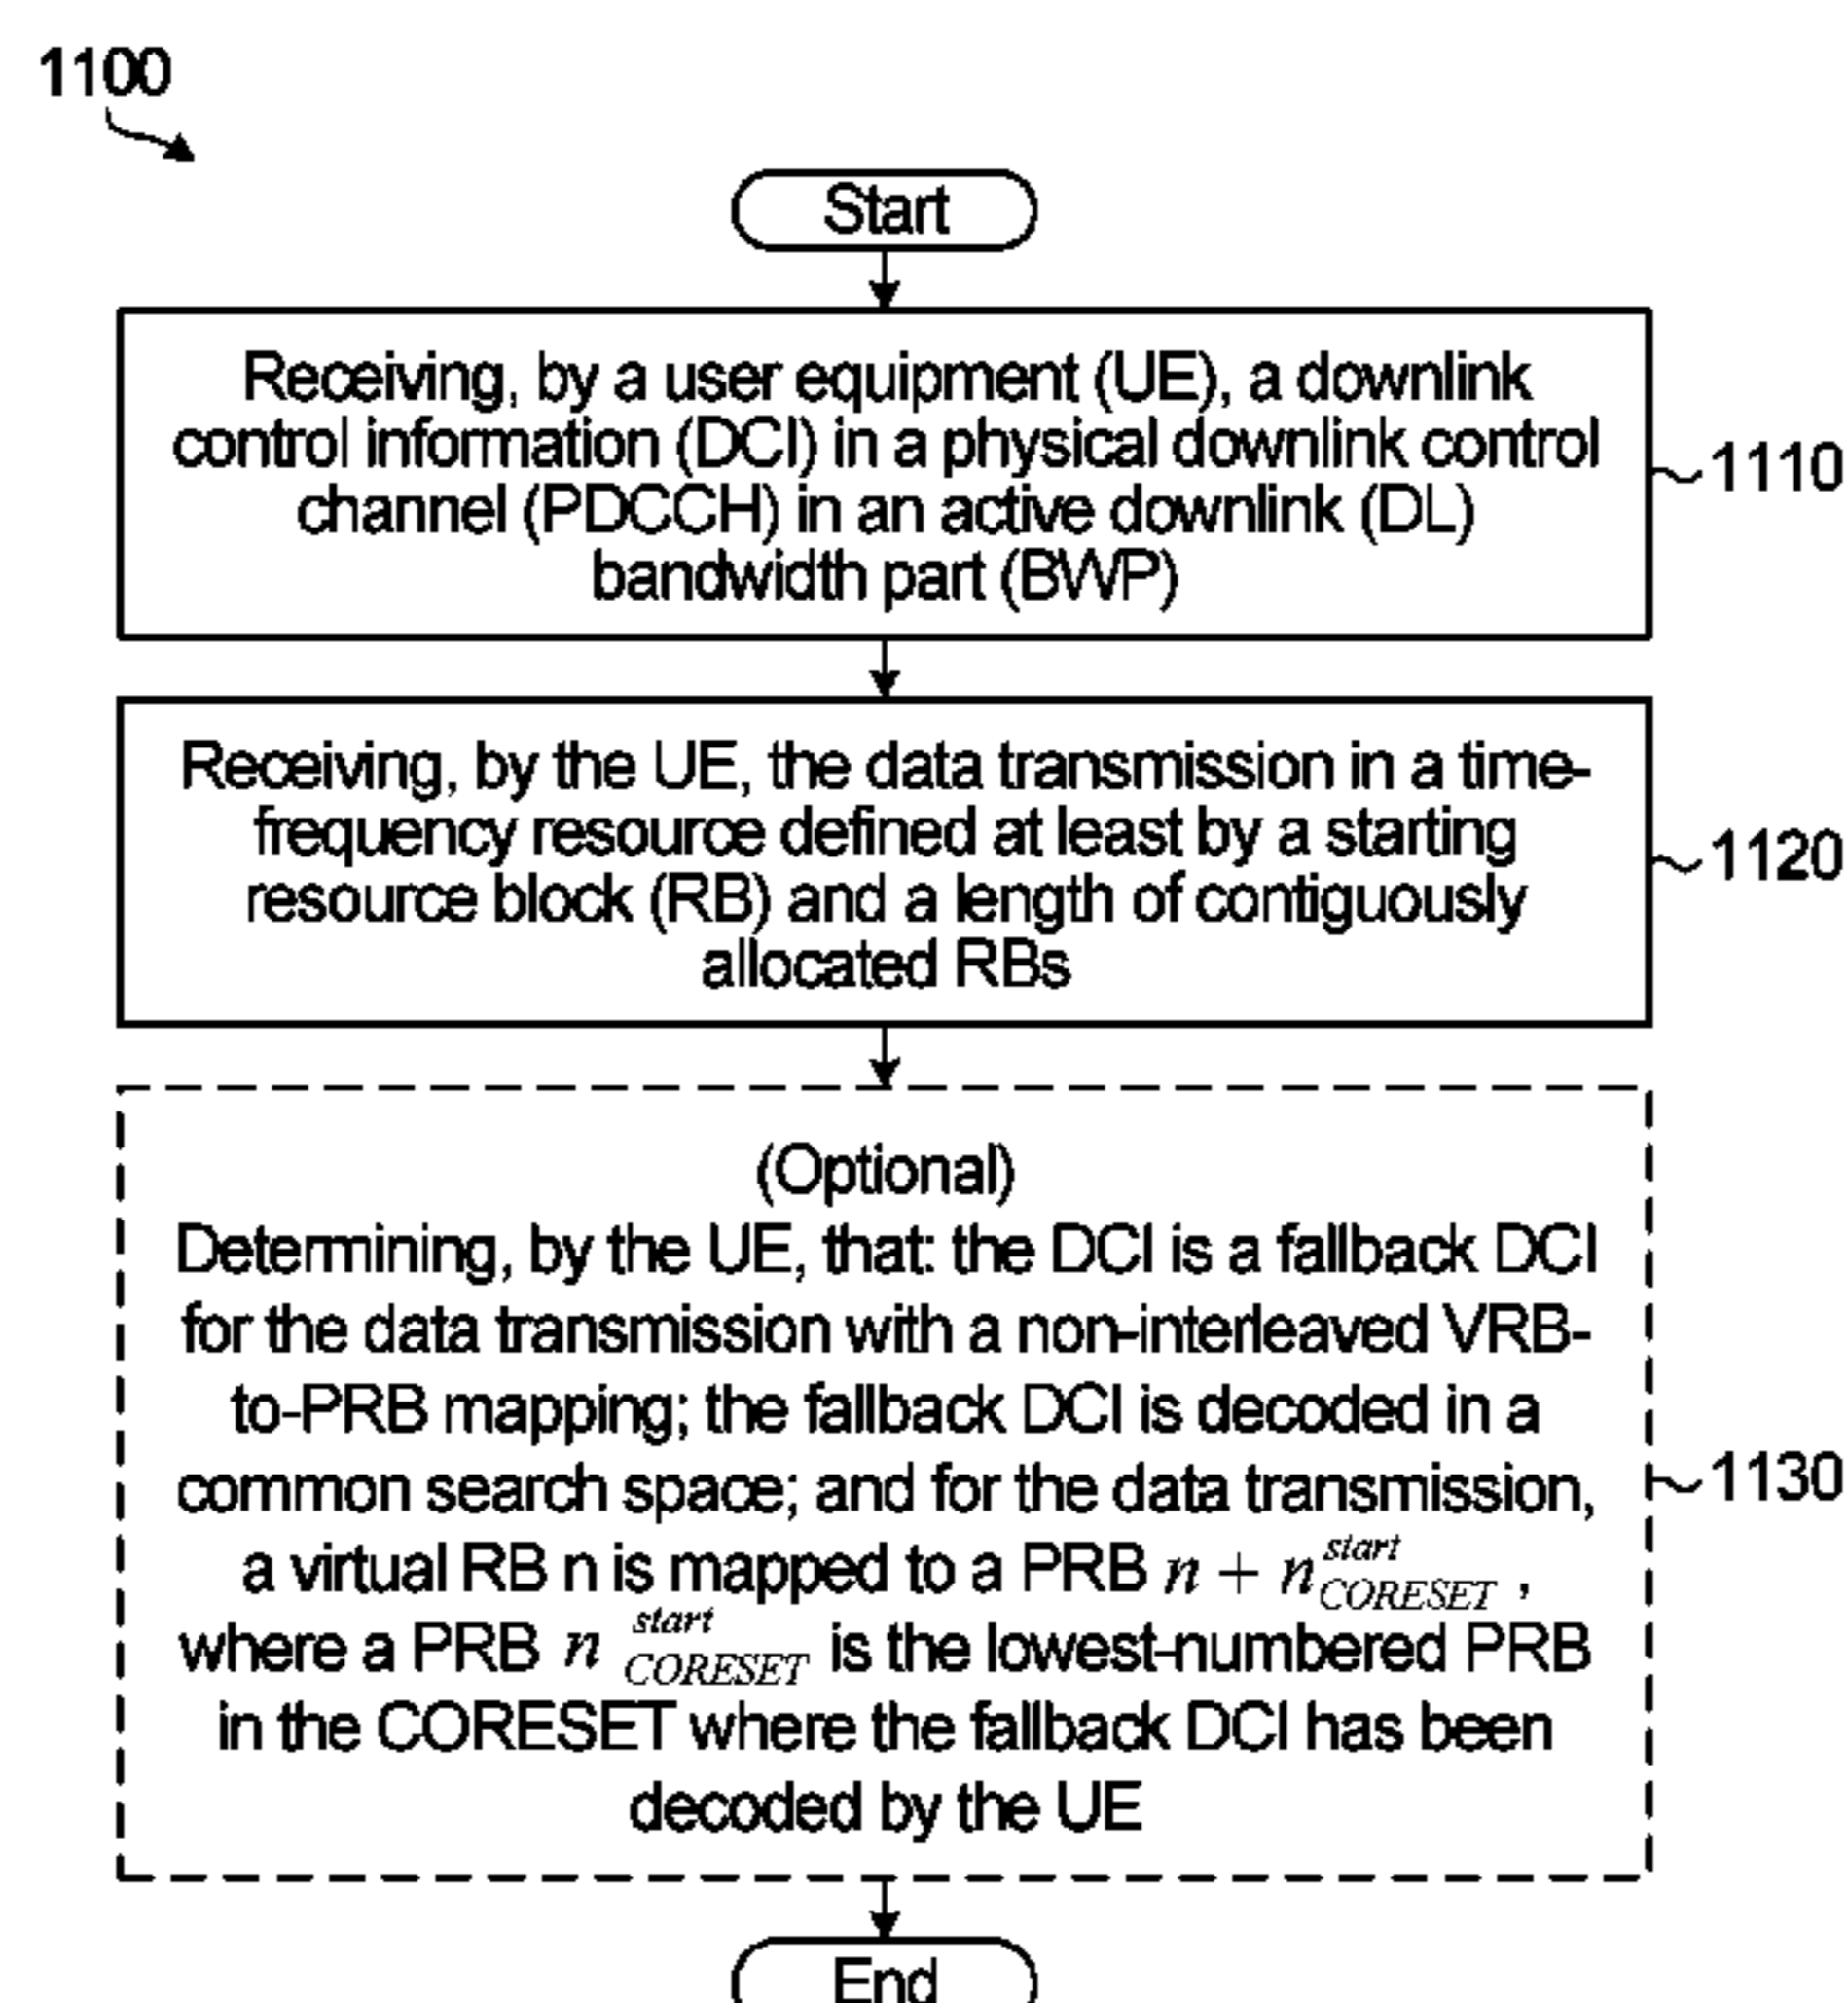 1100
Start
Receiving, by a user equipment (UE), a downlink
control information (DCI) in a physical downlink control
channel (PDCCH) in an active downlink (DL)
bandwidth part (BWP)
1110
Receiving, by the UE, the data transmission in a time-
frequency resource defined at least by a starting
resource block (RB) and a length of contiguously
allocated RBs
1120
(Optional)
Determining, by the UE, that: the DCI is a fallback DCI
for the data transmission with a non-interleaved VRB-
to-PRB mapping; the fallback DCI is decoded in a
common search space; and for the data transmission,
a virtual RB n is mapped to a PRB $n + n_{CORESET}^{start}$,
where a PRB $n_{CORESET}^{start}$ is the lowest-numbered PRB
in the CORESET where the fallback DCI has been
decoded by the UE
1130
End